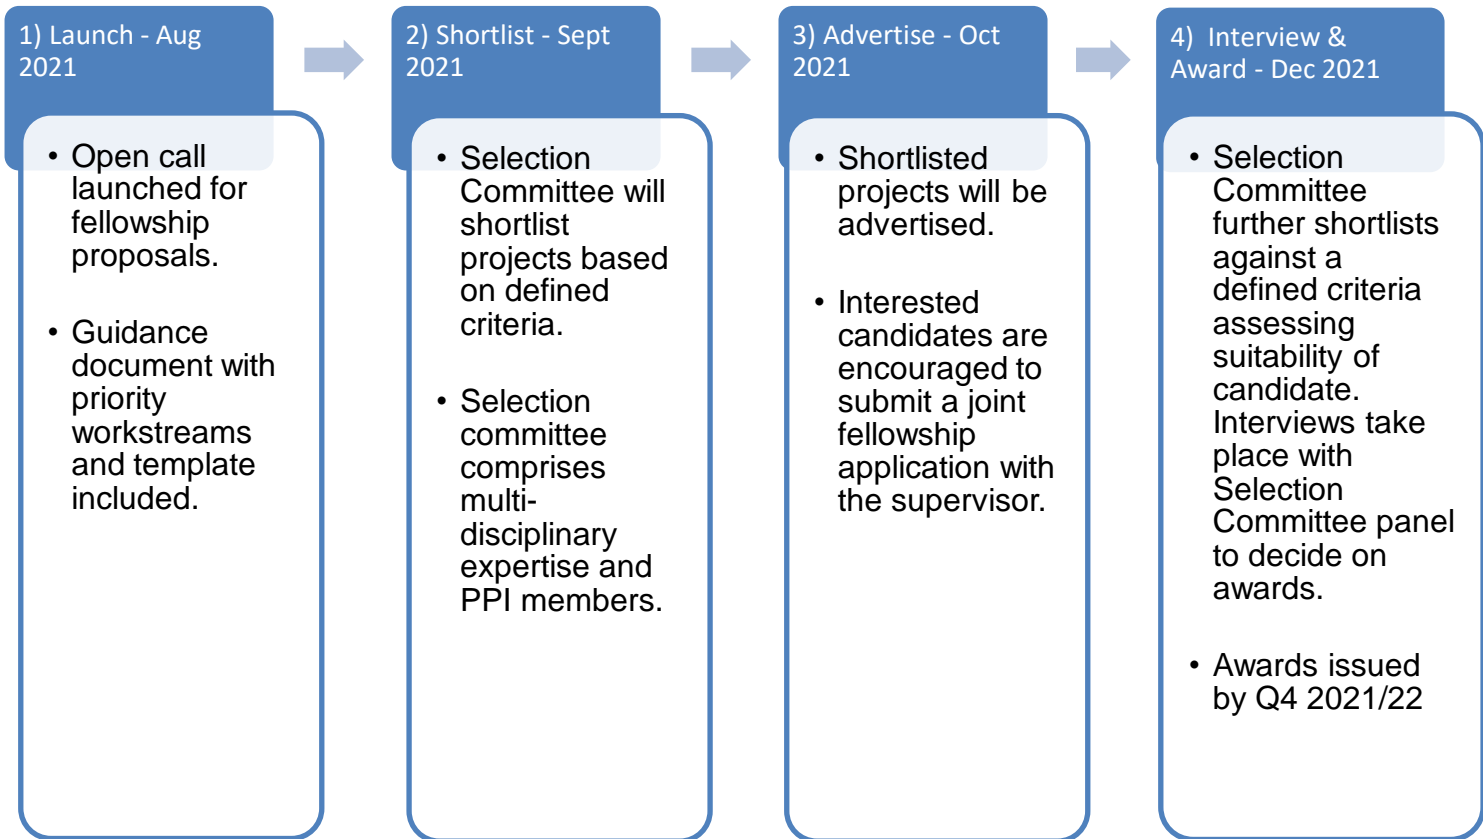 1) Launch - Aug
2021
• Open call
launched for
fellowship
proposals.
• Guidance
document with
priority
workstreams
and template
included.
2) Shortlist - Sept
2021
• Selection
Committee will
shortlist
projects based
on defined
criteria.
• Selection
committee
comprises
multi-
disciplinary
expertise and
PPI members.
3) Advertise - Oct
2021
• Shortlisted
projects will be
advertised.
• Interested
candidates are
encouraged to
submit a joint
fellowship
application with
the supervisor.
4) Interview &
Award - Dec 2021
• Selection
Committee
further shortlists
against a
defined criteria
assessing
suitability of
candidate.
Interviews take
place with
Selection
Committee panel
to decide on
awards.
• Awards issued
by Q4 2021/22